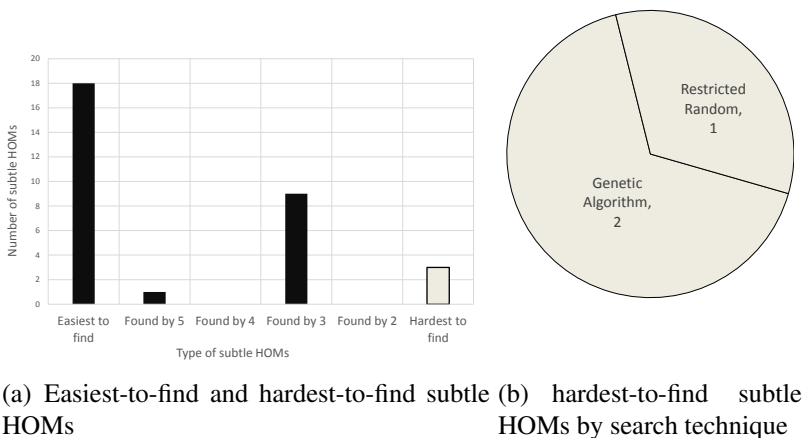 20
18
16
14
12
10
8
6
4
2
0
Number of subtle HOMs
Easiest to
find
Found by 5
Found by 4
Found by 3
Found by 2
Hardest to
find
Type of subtle HOMs
Restricted
Random,
1
Genetic
Algorithm,
2
(a) Easiest-to-find and hardest-to-find subtle
HOMs
(b) hardest-to-find subtle
HOMs by search technique